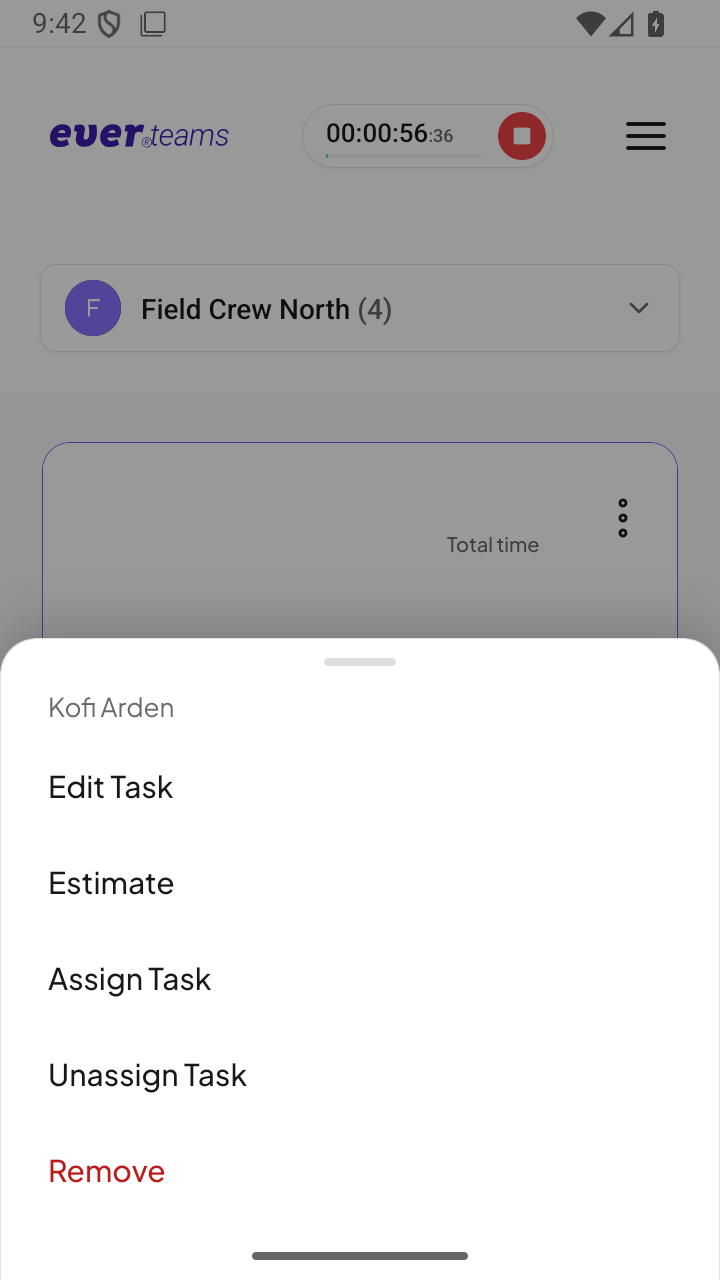 9:42
ever®teams
00:00:56:36
F
Field Crew North (4)
Total time
Kofi Arden
Edit Task
Estimate
Assign Task
Unassign Task
Remove